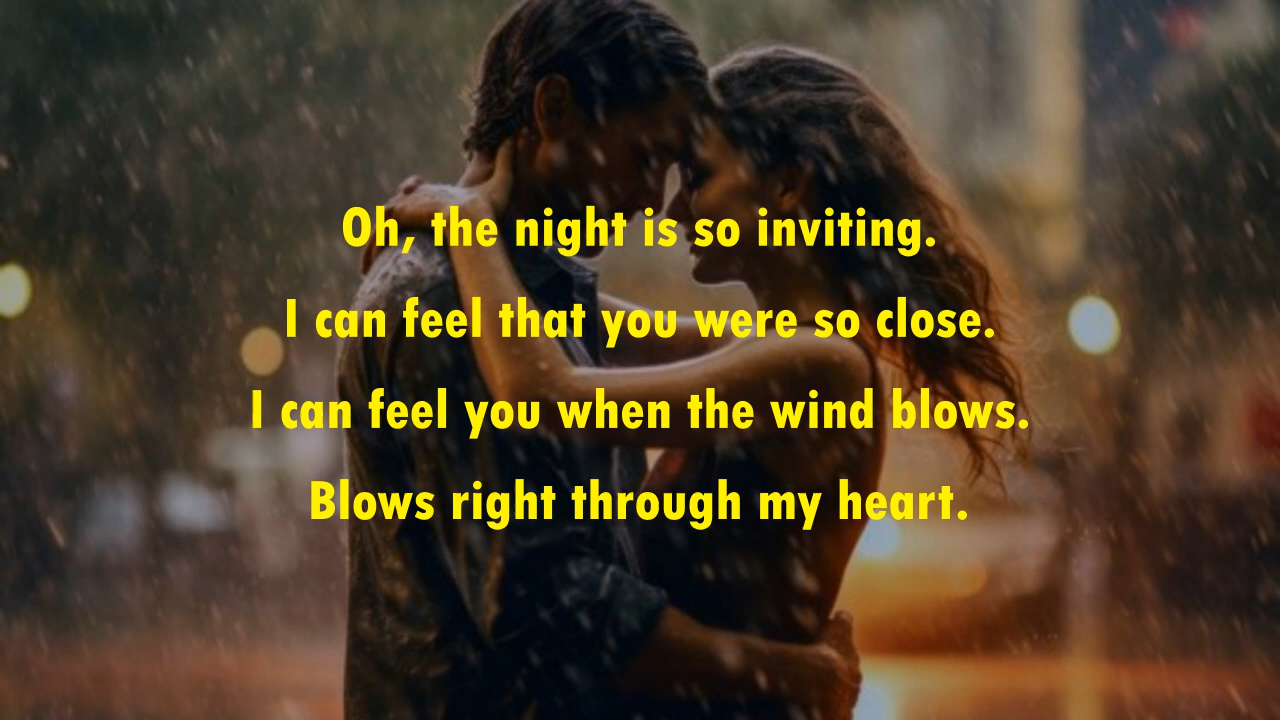 Oh, the night is so inviting.
I can feel that you were so close.
I can feel you when the wind blows.
Blows right through my heart.